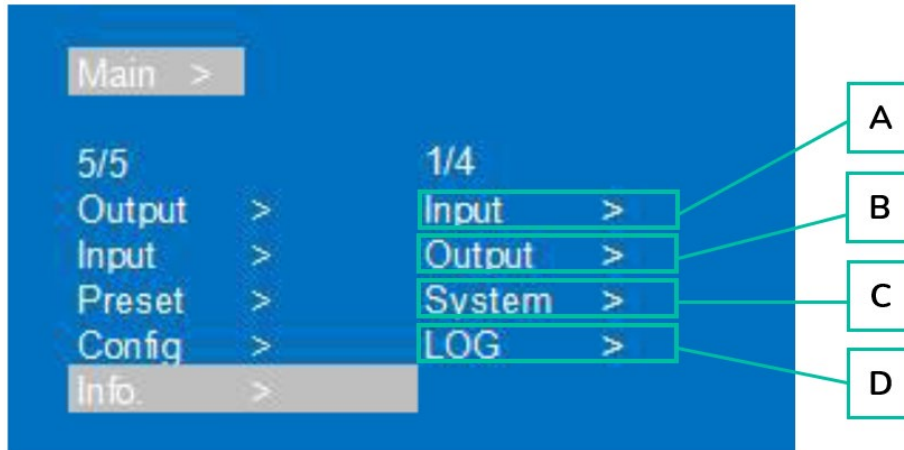 Main >
5/5 1/4
Output > Input >
Input > Output >
Preset > System >
Config > LOG >
Info. >
A
B
C
D